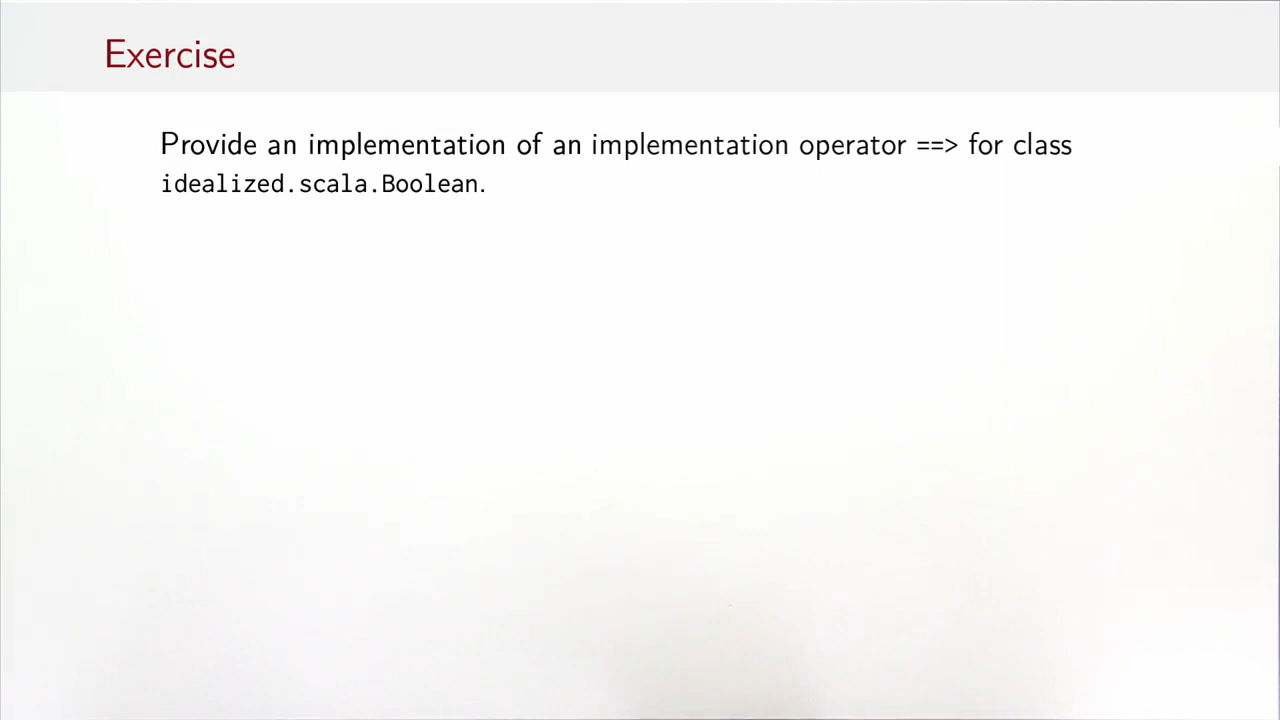 Exercise
Provide an implementation of an implementation operator ==> for class
idealized.scala.Boolean.